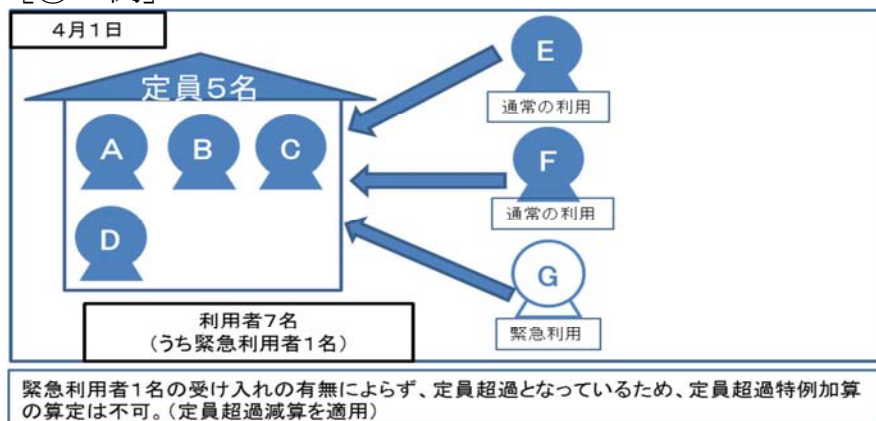 4月1日
定員5名
A
B
C
D
E
通常の利用
F
通常の利用
G
緊急利用
利用者7名
(うち緊急利用者1名)
緊急利用者1名の受け入れの有無によらず、定員超過となっているため、定員超過特例加算
の算定は不可。(定員超過減算を適用)